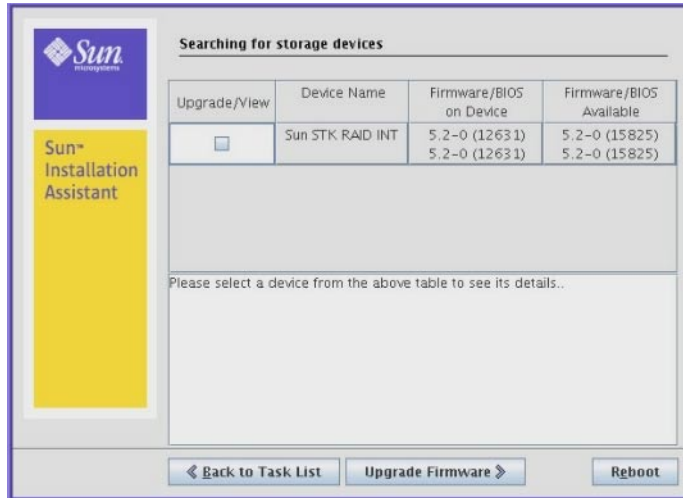 Sun
microsystems
Sun™
Installation
Assistant
Searching for storage devices
Upgrade/View
Device Name
Firmware/BIOS
on Device
Firmware/BIOS
Available
Sun STK RAID INT
5.2-0 (12631)
5.2-0 (12631)
5.2-0 (15825)
5.2-0 (15825)
Please select a device from the above table to see its details..
Back to Task List
Upgrade Firmware
Reboot